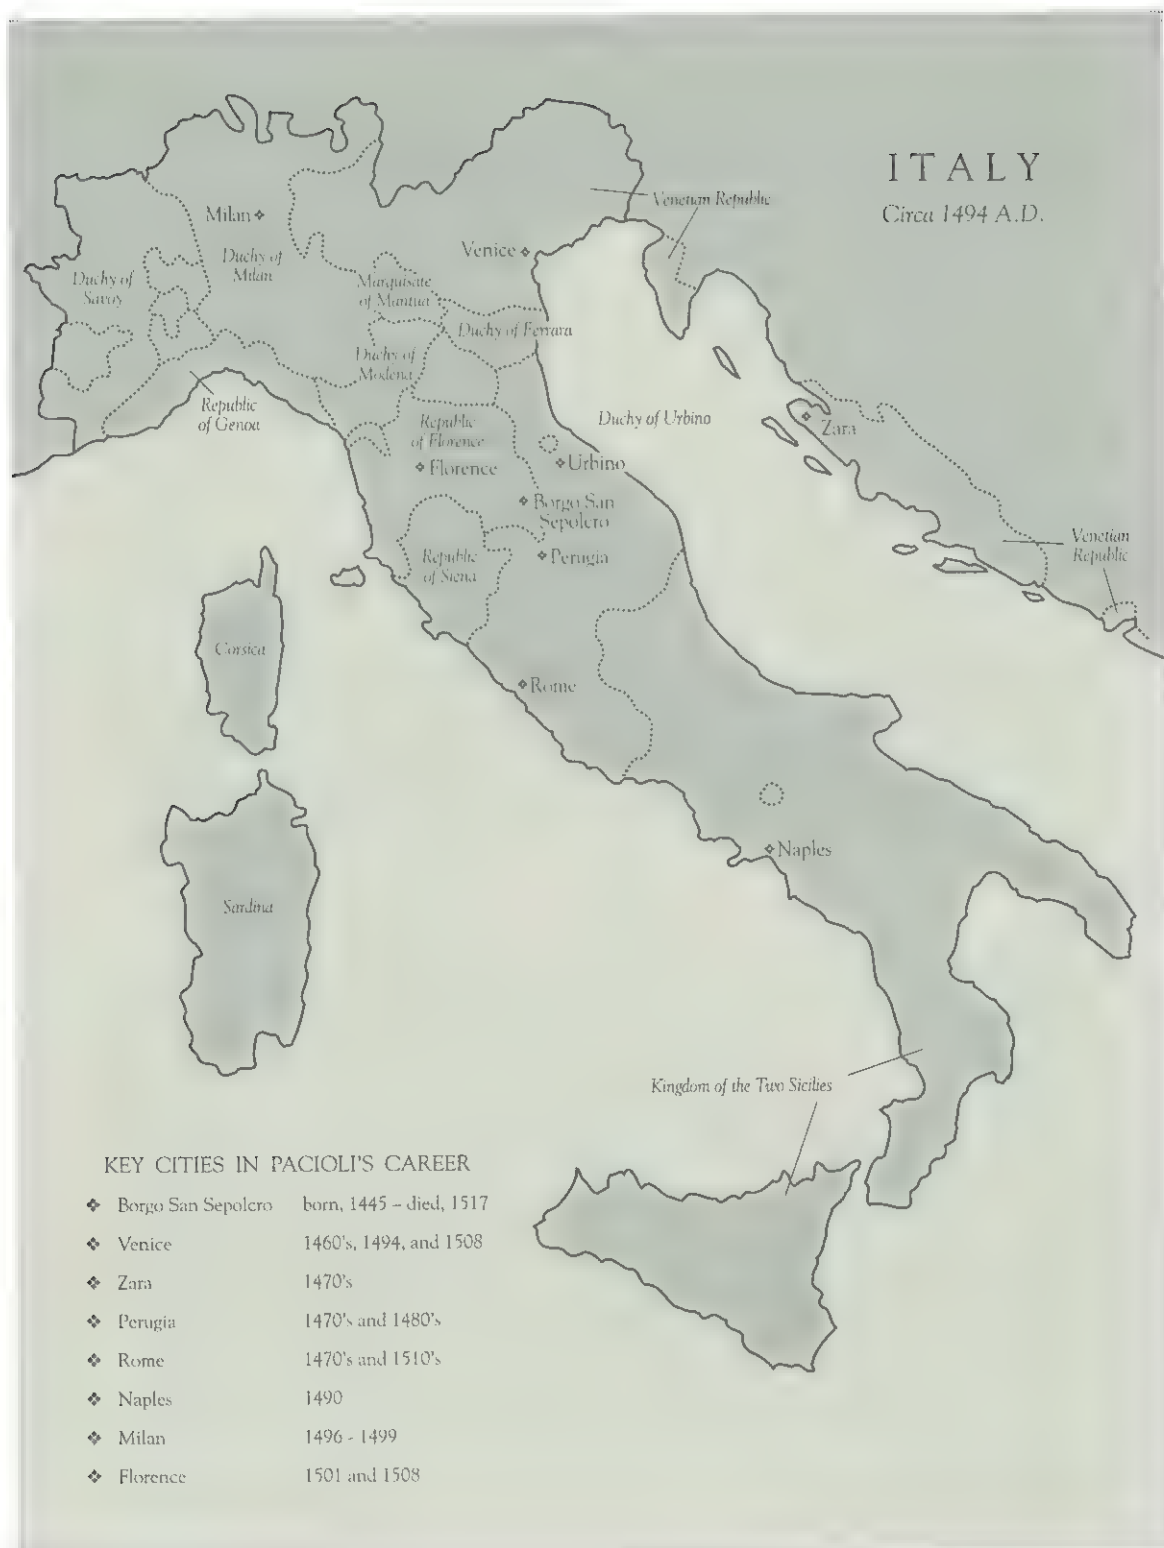 ITALY
Circa 1494 A.D.
Venetian Republic
Milan
Venice
Duchy of
Milan
Duchy of
Savoy
Marquisate
of Mantua
Duchy of Ferrara
Duchy of
Modena
Republic
of Genoa
Republic
of Florence
Duchy of Urbino
Zara
Florence
Urbino
Borgo San
Sepolcro
Perugia
Republic
of Siena
Venetian
Republic
Corsica
Rome
Naples
Sardina
Kingdom of the Two Sicilies
KEY CITIES IN PACIOLI'S CAREER
Borgo San Sepolcro born, 1445 – died, 1517
Venice 1460's, 1494, and 1508
Zara 1470's
Perugia 1470's and 1480's
Rome 1470's and 1510's
Naples 1490
Milan 1496 - 1499
Florence 1501 and 1508